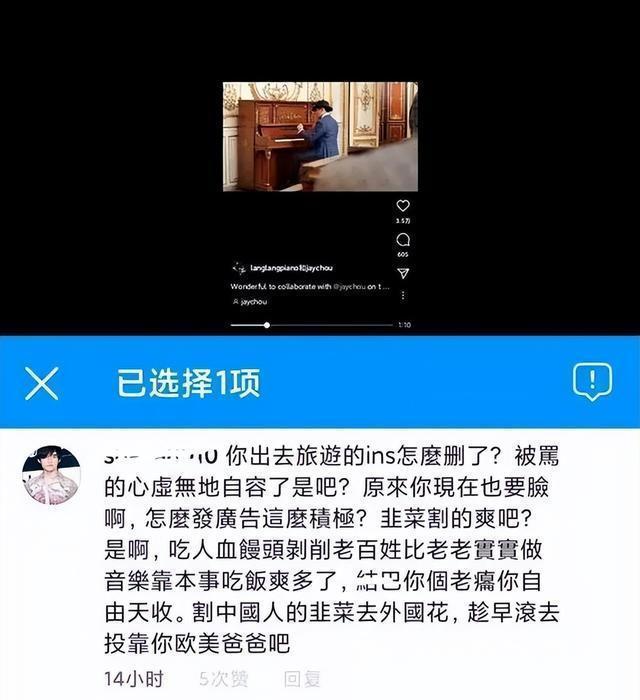 3.5万
605
langlangpiano和jaychou
Wonderful to collaborate with @jaychou on t ...
jaychou
1:10
已选择1项
你出去旅遊的ins怎麼删了？被罵
的心虛無地自容了是吧？原來你現在也要臉
啊，怎麼發廣告這麼積極？韭菜割的爽吧？
是啊，吃人血饅頭剝削老百姓比老老實實做
音樂靠本事吃飯爽多了，結巴你個老癟你自
由天收。割中國人的韭菜去外國花，趁早滾去
投靠你欧美爸爸吧
14小时 5次赞 回复